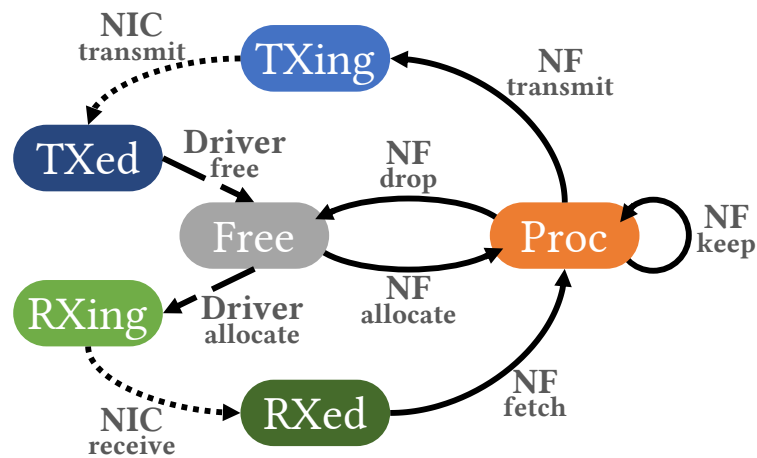 NIC
transmit
TXing
NF
transmit
TXed
Driver
free
NF
drop
Free
Proc
NF
keep
RXing
Driver
allocate
NF
allocate
NIC
receive
RXed
NF
fetch